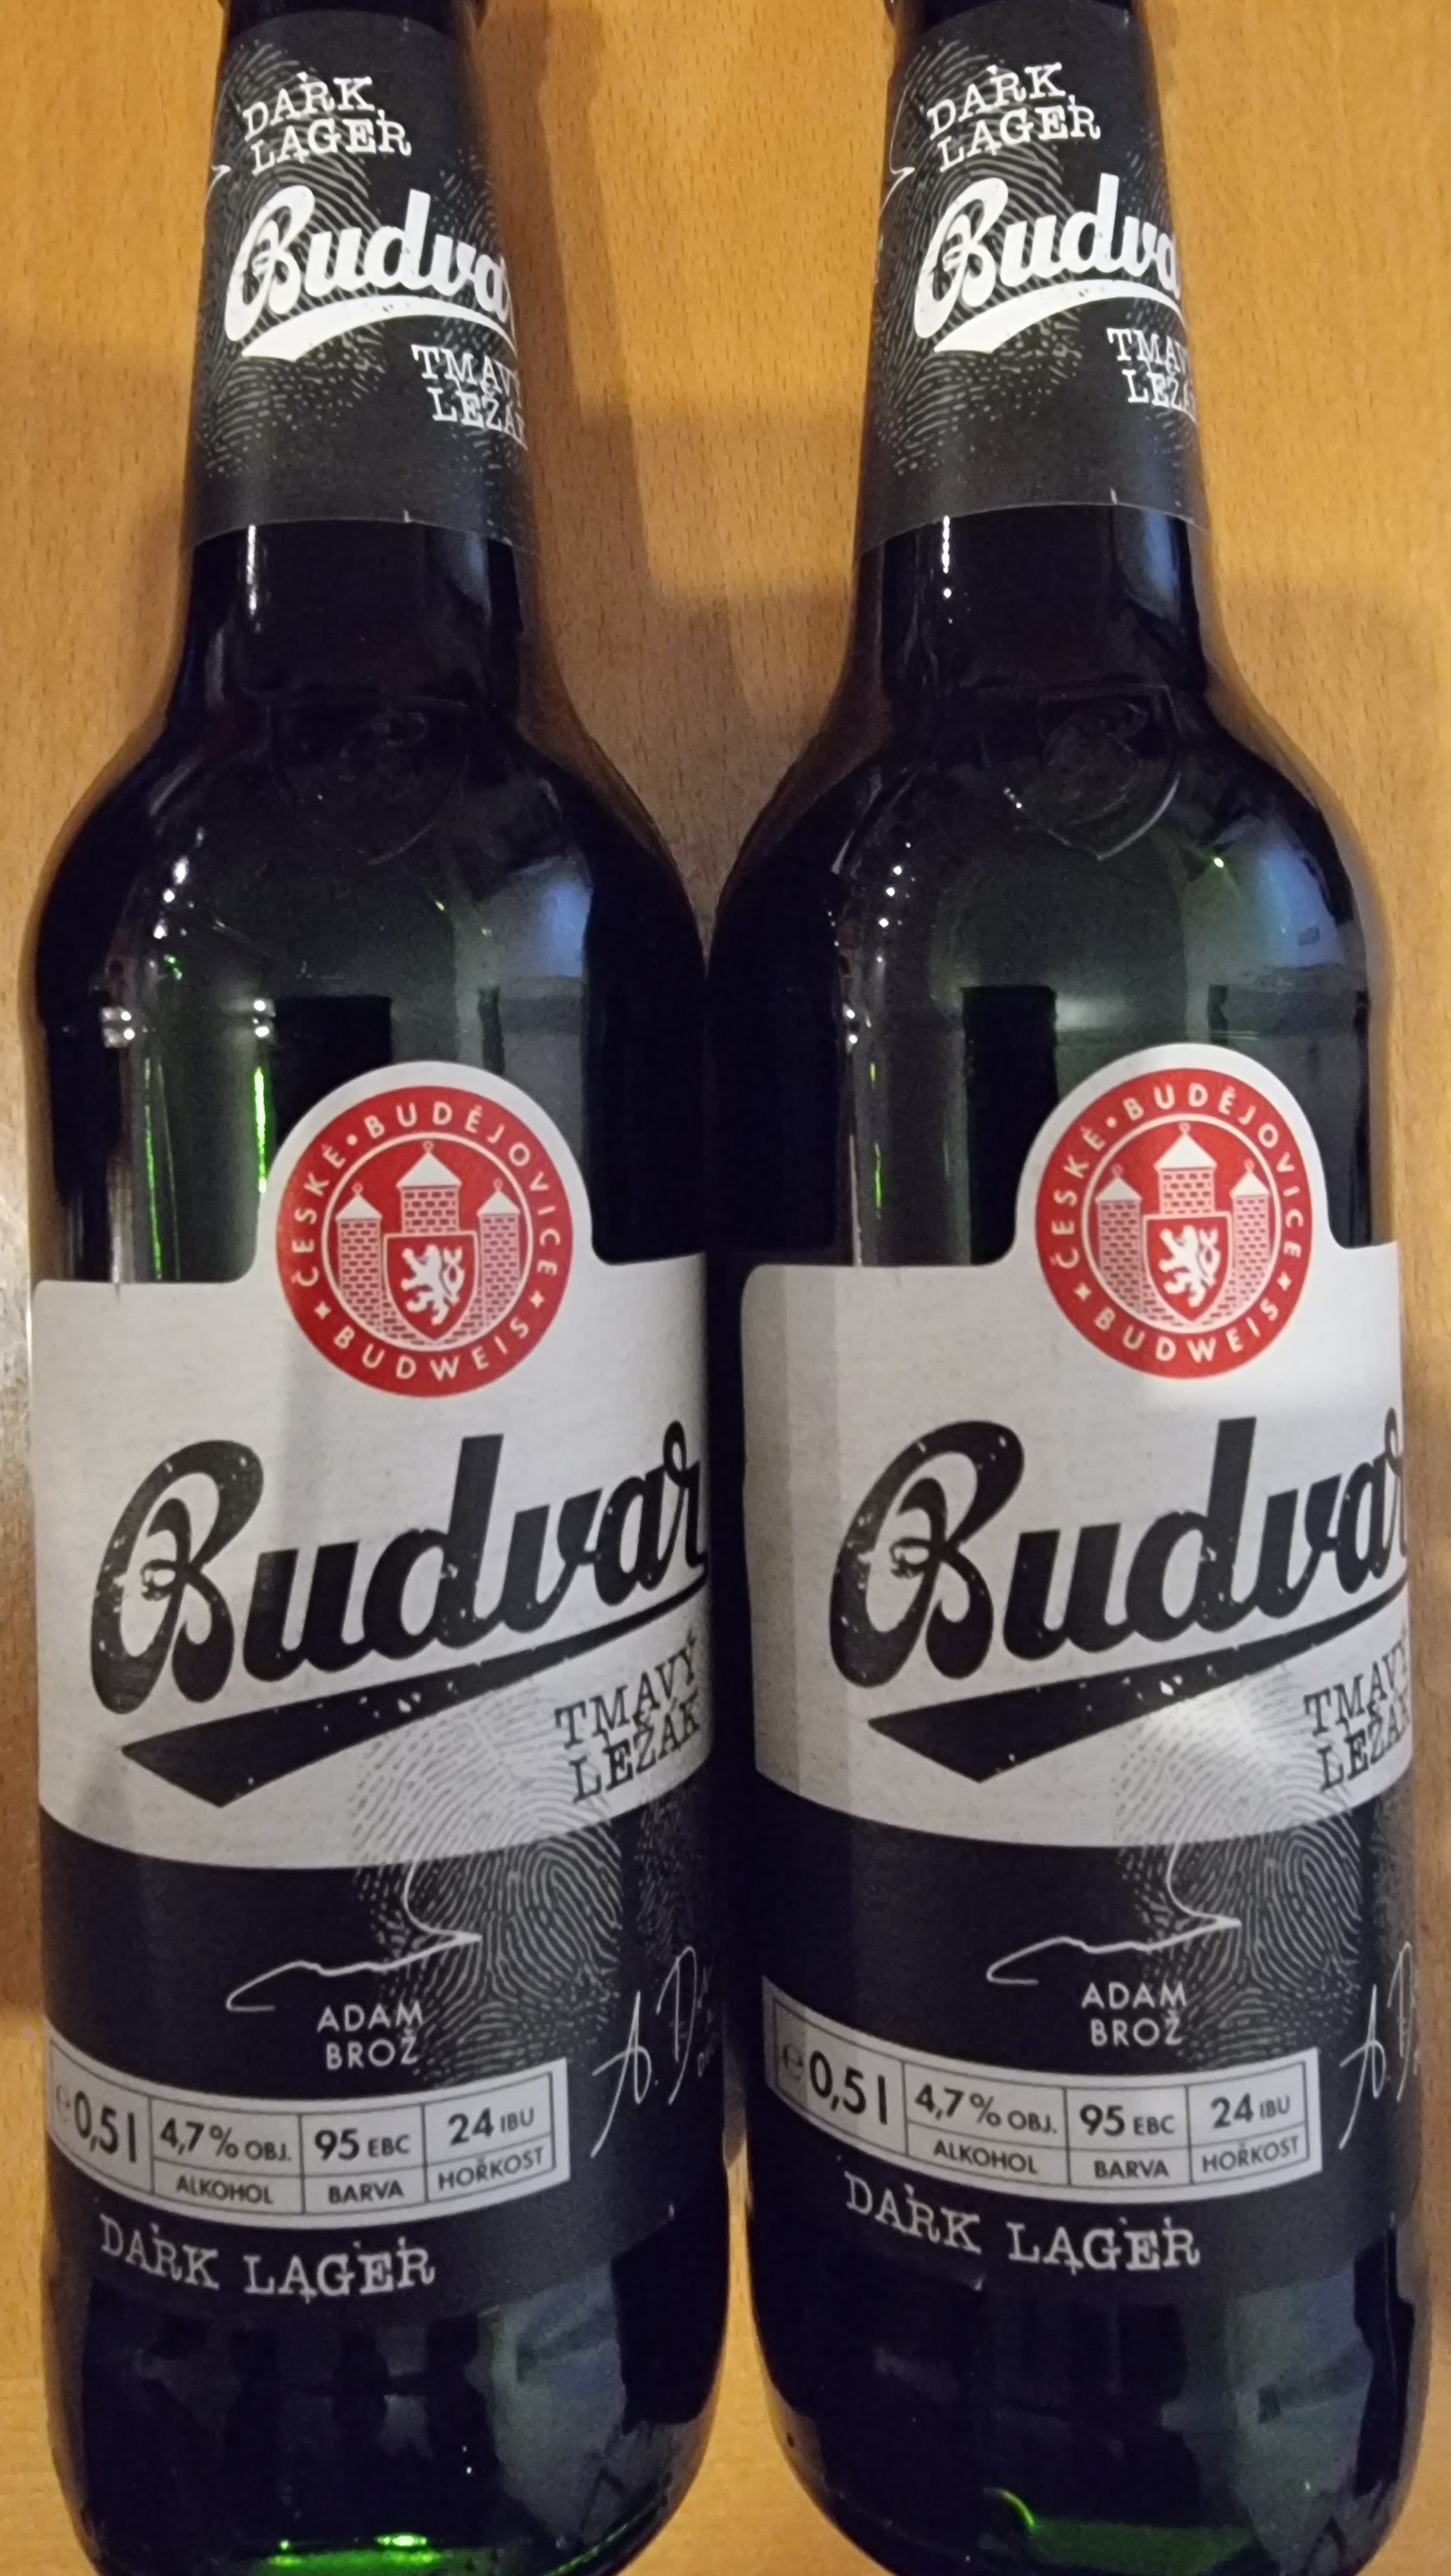 DARK
LAGER
Budva
TMAVÝ
LEŽÁK
ČESKÉ • BUDĚJOVICE
BUDWEIS
Budvar
TMAVÝ
LEŽÁK
ADAM
BROŽ
e 0,5 l
4,7 % OBJ.
ALKOHOL
95 EBC
BARVA
24 IBU
HOŘKOST
DARK LAGER
DARK
LAGER
Budva
ČESKÉ • BUDĚJOVICE
BUDWEIS
Budvar
TMAVÝ
LEŽÁK
ADAM
BROŽ
e 0,5 l
4,7 % OBJ.
ALKOHOL
95 EBC
BARVA
24 IBU
HOŘKOST
DARK LAGER